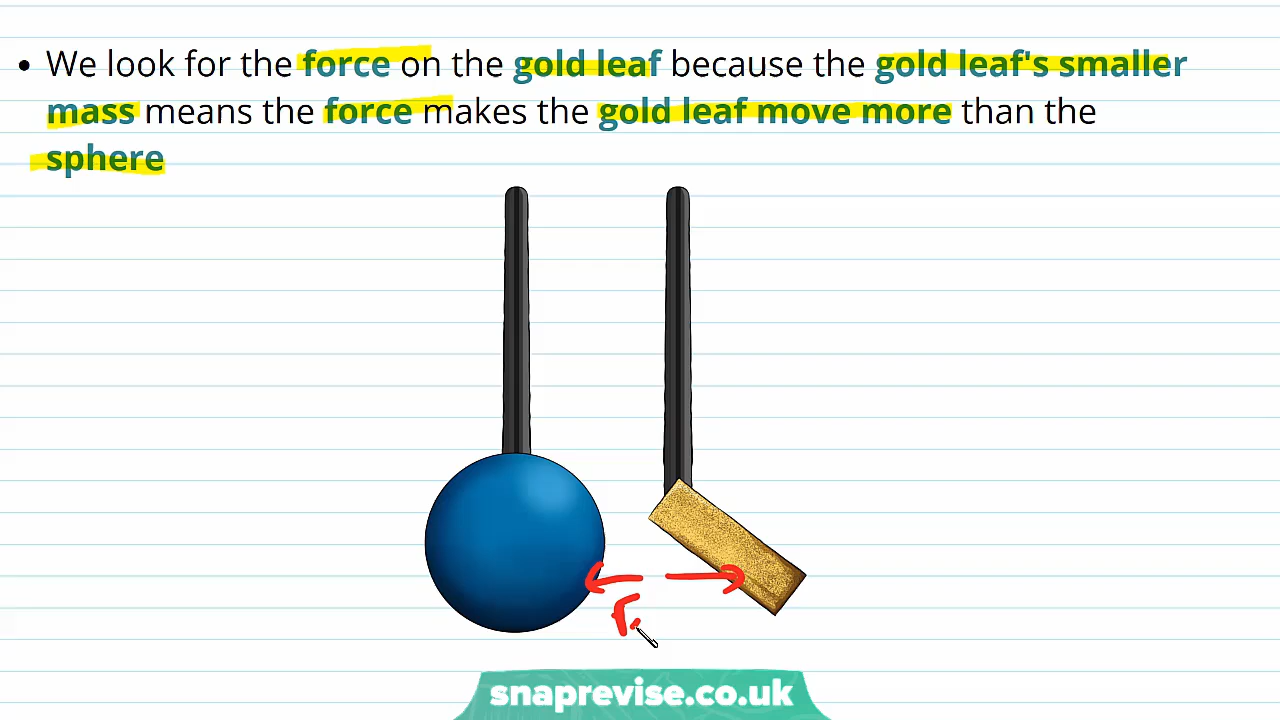 • We look for the force on the gold leaf because the gold leaf's smaller
mass means the force makes the gold leaf move more than the
sphere
snaprevise.co.uk